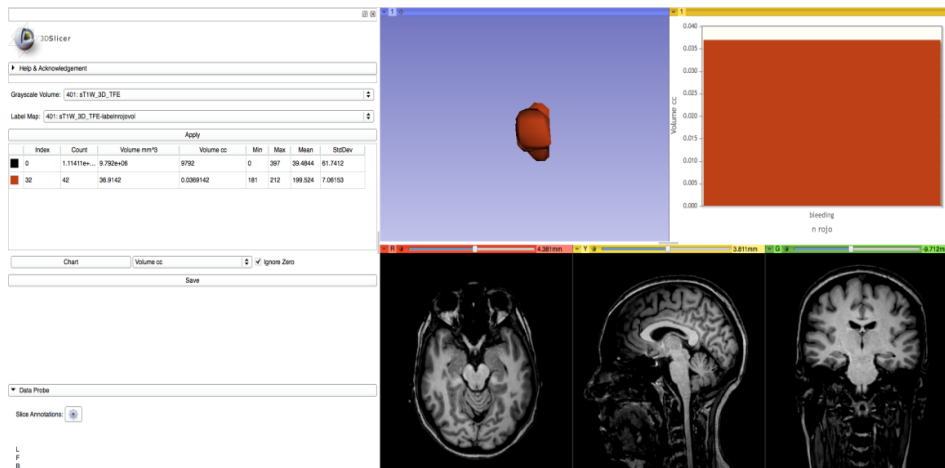 3DSlicer
Help & Acknowledgement
Grayscale Volume: 401: sT1W_3D_TFE
Label Map: 401: sT1W_3D_TFE-labelnrojovol
Apply
Index Count Volume mm^3 Volume cc Min Max Mean StdDev
0 1.11411e+... 9.792e+06 9792 0 397 39.4844 61.7412
32 42 36.9142 0.0369142 181 212 199.524 7.06153
Chart Volume cc Ignore Zero
Save
Data Probe
Slice Annotations:
L
F
B
1
1
0.040
0.035
0.030
0.025
0.020
0.015
0.010
0.005
0.000
Volume cc
bleeding
n rojo
R 4.381mm
Y 3.811mm
G -9.712mm